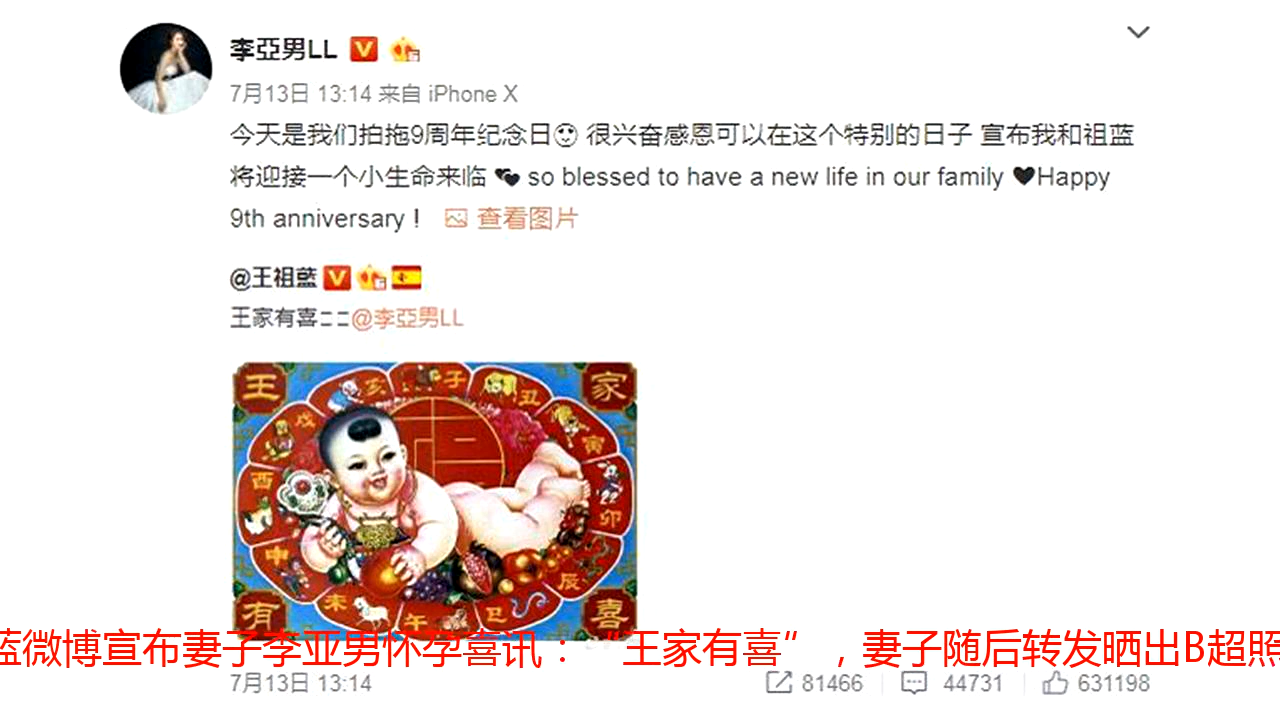 李亞男LL
7月13日 13:14 来自 iPhone X
今天是我们拍拖9周年纪念日 很兴奋感恩可以在这个特别的日子 宣布我和祖蓝
将迎接一个小生命来临 so blessed to have a new life in our family Happy
9th anniversary！ 查看图片
@王祖藍
王家有喜ニニ@李亞男LL
王 家
亥 子 丑
戌 寅
酉 卯
申 辰
未 午 巳
有 喜
蓝微博宣布妻子李亚男怀孕喜讯：“王家有喜”，妻子随后转发晒出B超照
7月13日 13:14 81466 44731 631198